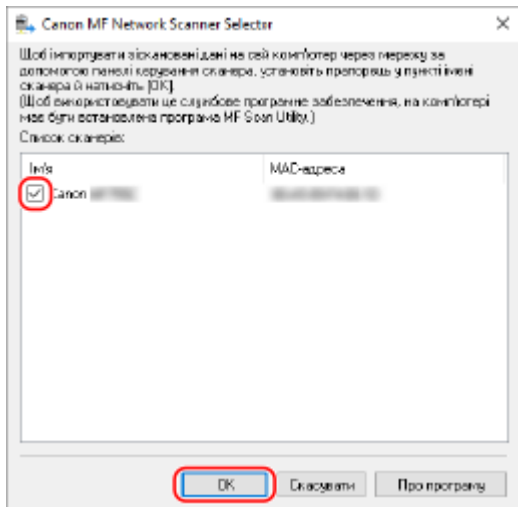 Canon MF Network Scanner Selector
Щоб імпортувати зіскановані дані на цей комп'ютер через мережу за
допомогою панелі керування сканера, установіть прапорець у пункті імені
сканера й натисніть [OK].
(Щоб використовувати це службове програмне забезпечення, на комп'ютері
має бути встановлена програма MF Scan Utility.)
Список сканерів:
Ім'я MAC-адреса
Canon
OK Скасувати Про програму